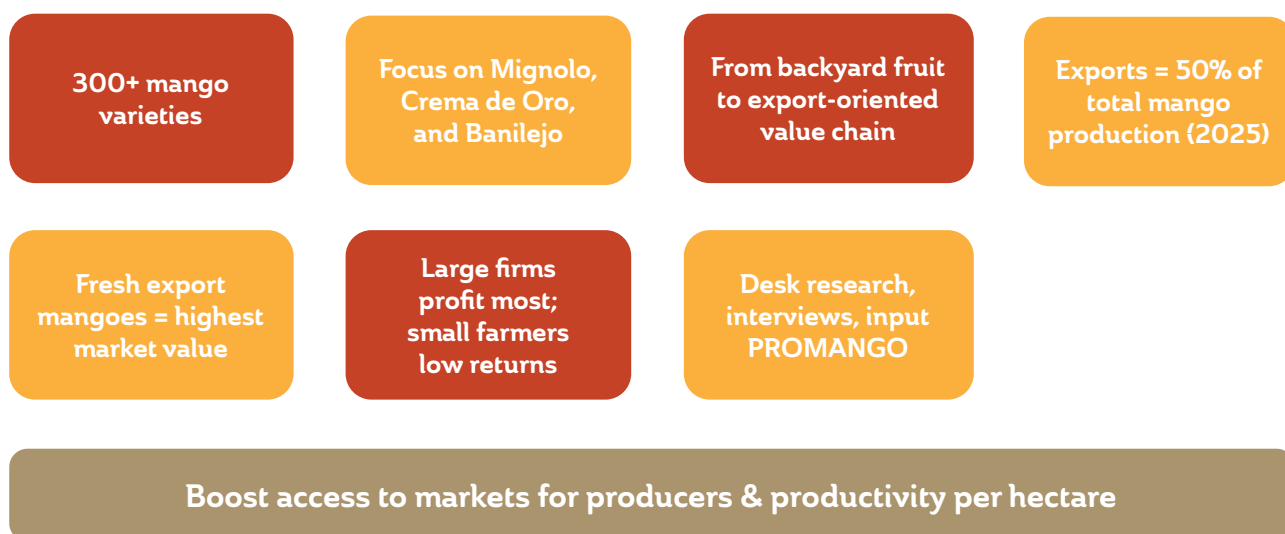 300+ mango
varieties
Focus on Mignolo,
Crema de Oro,
and Banilejo
From backyard fruit
to export-oriented
value chain
Exports = 50% of
total mango
production (2025)
Fresh export
mangoes = highest
market value
Large firms
profit most;
small farmers
low returns
Desk research,
interviews, input
PROMANGO
Boost access to markets for producers & productivity per hectare